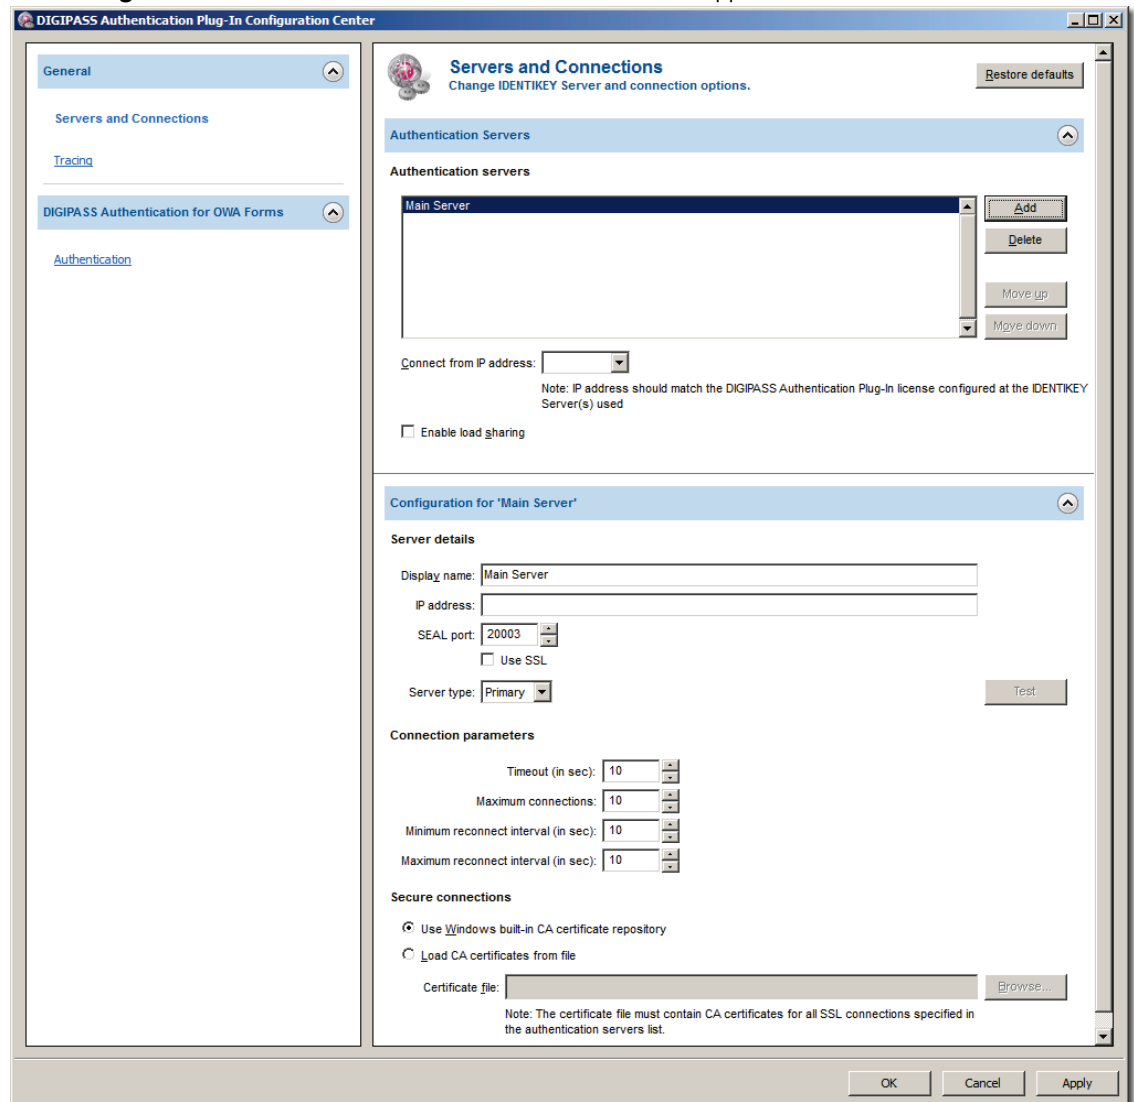 DIGIPASS Authentication Plug-In Configuration Center
General
Servers and Connections
Tracing
DIGIPASS Authentication for OWA Forms
Authentication
Servers and Connections
Change IDENTIKEY Server and connection options.
Restore defaults
Authentication Servers
Authentication servers
Main Server
Add
Delete
Move up
Move down
Connect from IP address:
Note: IP address should match the DIGIPASS Authentication Plug-In license configured at the IDENTIKEY
Server(s) used
Enable load sharing
Configuration for 'Main Server'
Server details
Display name: Main Server
IP address:
SEAL port: 20003
Use SSL
Server type: Primary
Test
Connection parameters
Timeout (in sec): 10
Maximum connections: 10
Minimum reconnect interval (in sec): 10
Maximum reconnect interval (in sec): 10
Secure connections
Use Windows built-in CA certificate repository
Load CA certificates from file
Certificate file:
Browse...
Note: The certificate file must contain CA certificates for all SSL connections specified in
the authentication servers list.
OK
Cancel
Apply